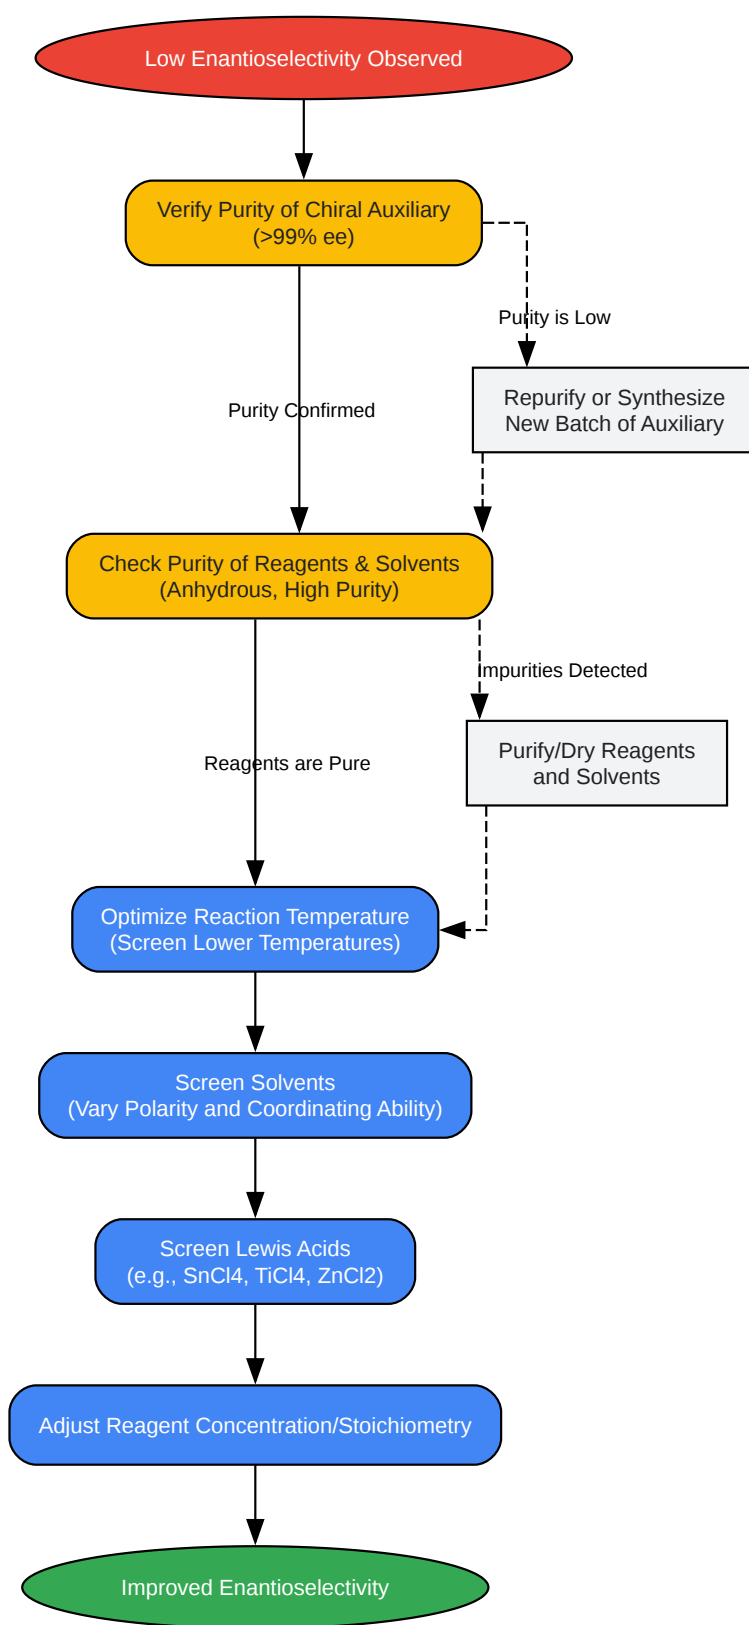 Low Enantioselectivity Observed
Verify Purity of Chiral Auxiliary
(>99% ee)
Purity is Low
Repurify or Synthesize
New Batch of Auxiliary
Purity Confirmed
Check Purity of Reagents & Solvents
(Anhydrous, High Purity)
Impurities Detected
Purify/Dry Reagents
and Solvents
Reagents are Pure
Optimize Reaction Temperature
(Screen Lower Temperatures)
Screen Solvents
(Vary Polarity and Coordinating Ability)
Screen Lewis Acids
(e.g., SnCl4, TiCl4, ZnCl2)
Adjust Reagent Concentration/Stoichiometry
Improved Enantioselectivity